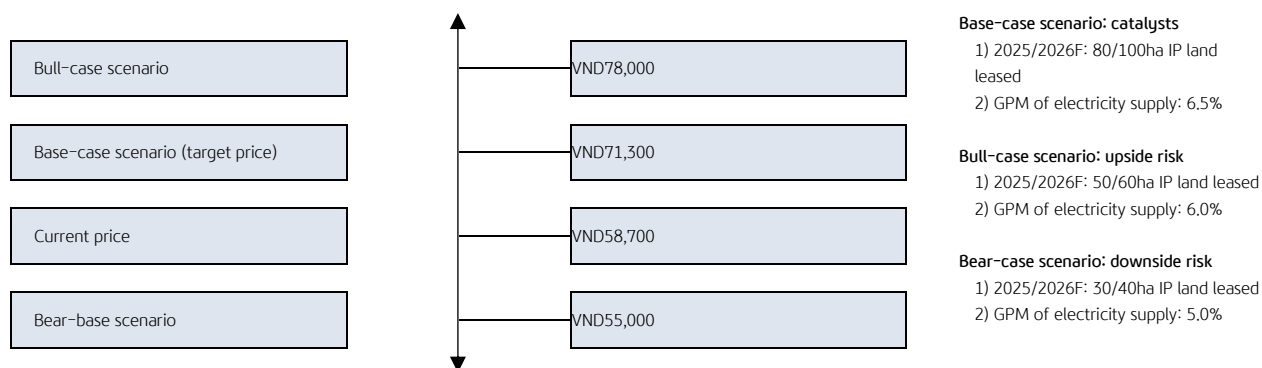 Bull-case scenario
Base-case scenario (target price)
Current price
Bear-base scenario
VND78,000
VND71,300
VND58,700
VND55,000
Base-case scenario: catalysts
1) 2025/2026F: 80/100ha IP land
leased
2) GPM of electricity supply: 6.5%
Bull-case scenario: upside risk
1) 2025/2026F: 50/60ha IP land leased
2) GPM of electricity supply: 6.0%
Bear-case scenario: downside risk
1) 2025/2026F: 30/40ha IP land leased
2) GPM of electricity supply: 5.0%